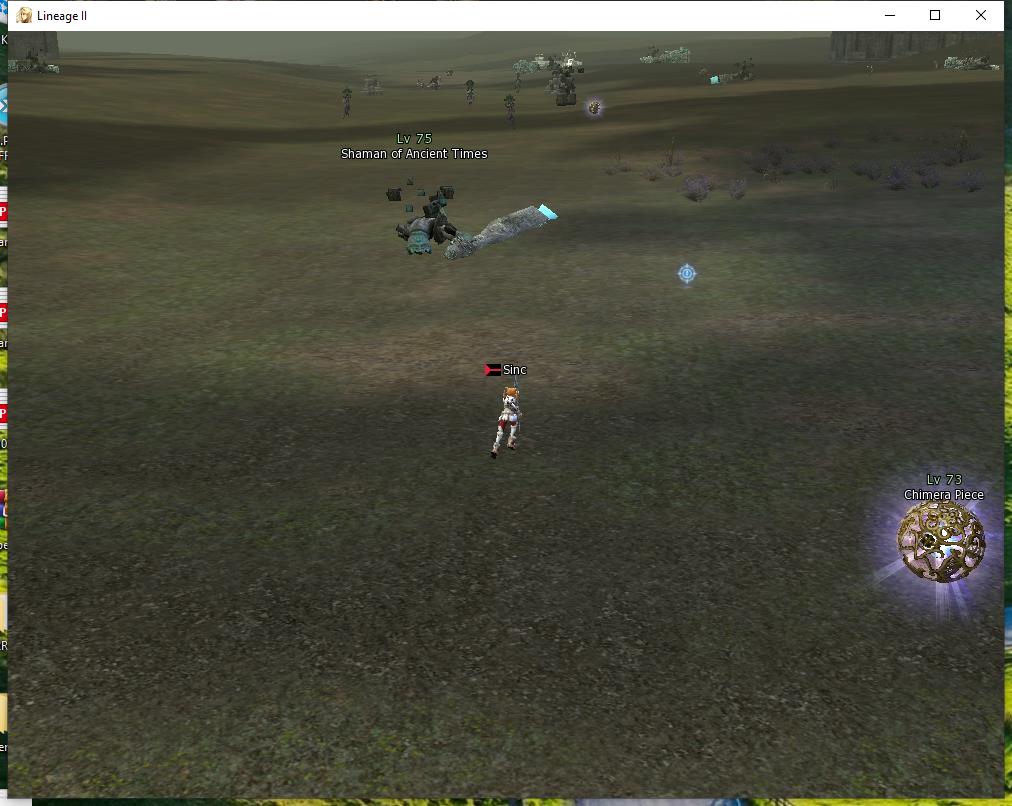 Lineage II
Lv 75
Shaman of Ancient Times
Sinc
Lv 73
Chimera Piece